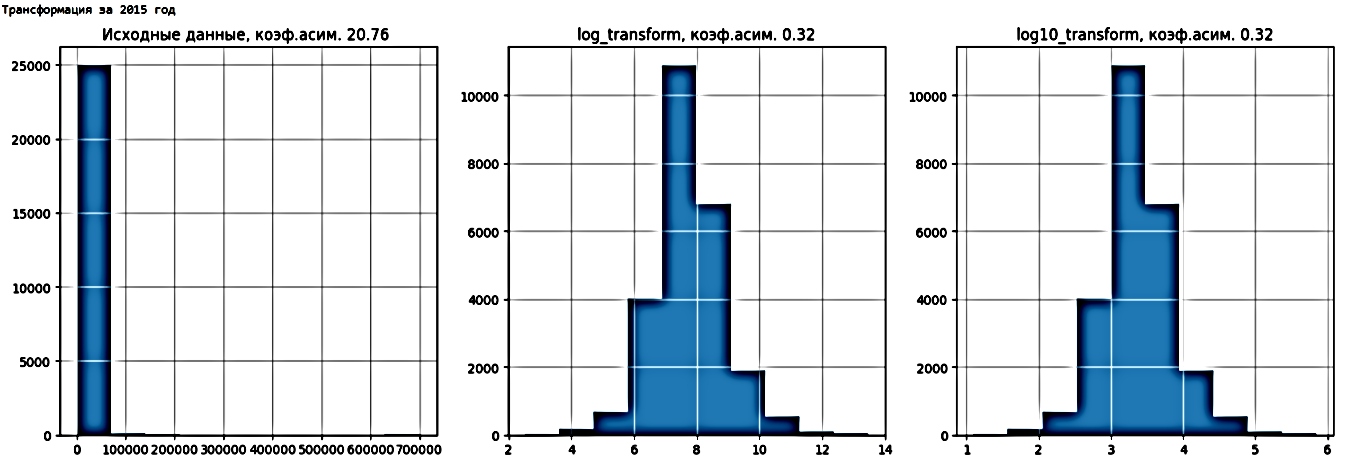 Трансформация за 2015 год
Исходные данные, коэф.асим. 20.76
25000
20000
15000
10000
5000
0
0 100000 200000 300000 400000 500000 600000 700000
log_transform, коэф.асим. 0.32
10000
8000
6000
4000
2000
0
2 4 6 8 10 12 14
log10_transform, коэф.асим. 0.32
10000
8000
6000
4000
2000
0
1 2 3 4 5 6